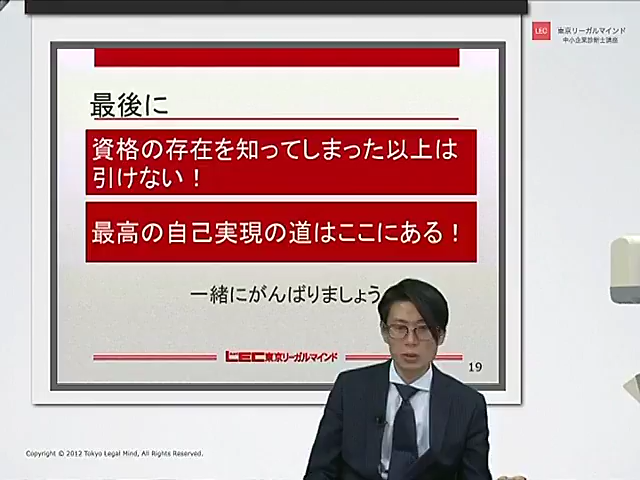 LEC 東京リーガルマインド
中小企業診断士講座
最後に
資格の存在を知ってしまった以上は
引けない！
最高の自己実現の道はここにある！
一緒にがんばりましょう
LEC東京リーガルマインド
19
Copyright © 2012 Tokyo Legal Mind, All Rights Reserved.